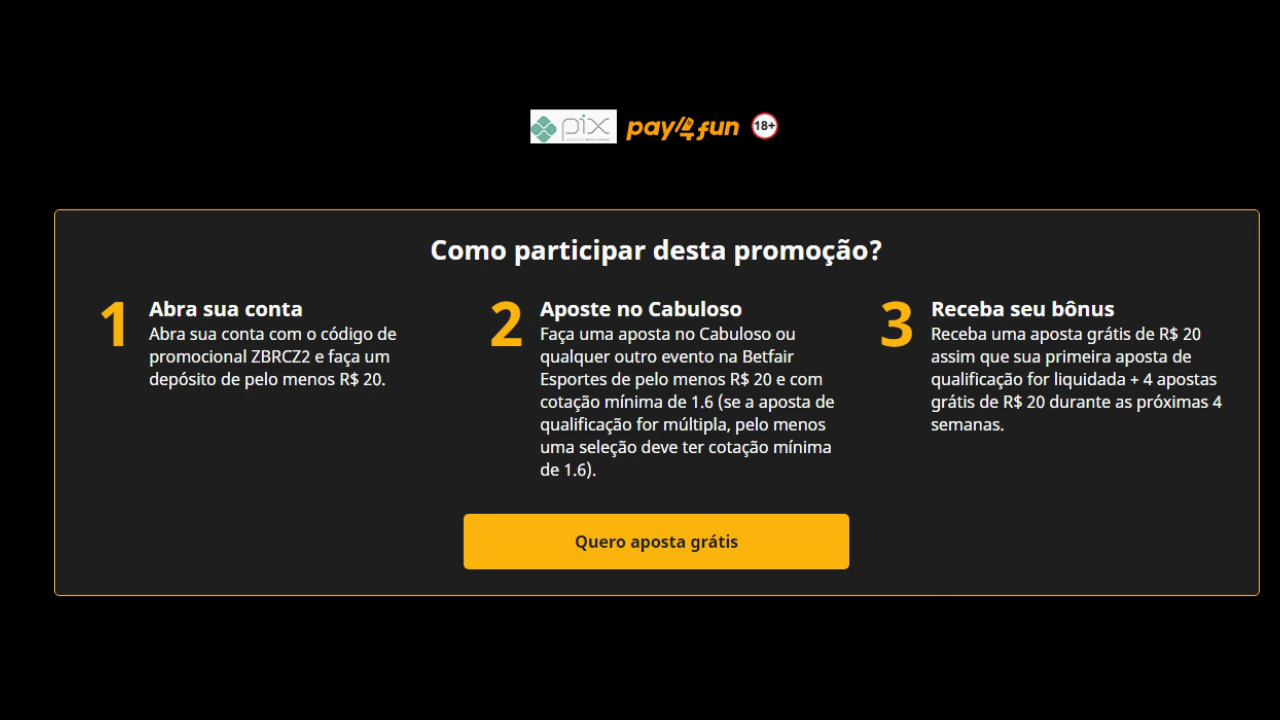 pix
pay4fun
18+
Como participar desta promoção?
1
Abra sua conta
Abra sua conta com o código de
promocional ZBRCZ2 e faça um
depósito de pelo menos R$ 20.
2
Aposte no Cabuloso
Faça uma aposta no Cabuloso ou
qualquer outro evento na Betfair
Esportes de pelo menos R$ 20 e com
cotação mínima de 1.6 (se a aposta de
qualificação for múltipla, pelo menos
uma seleção deve ter cotação mínima
de 1.6).
3
Receba seu bônus
Receba uma aposta grátis de R$ 20
assim que sua primeira aposta de
qualificação for liquidada + 4 apostas
grátis de R$ 20 durante as próximas 4
semanas.
Quero aposta grátis